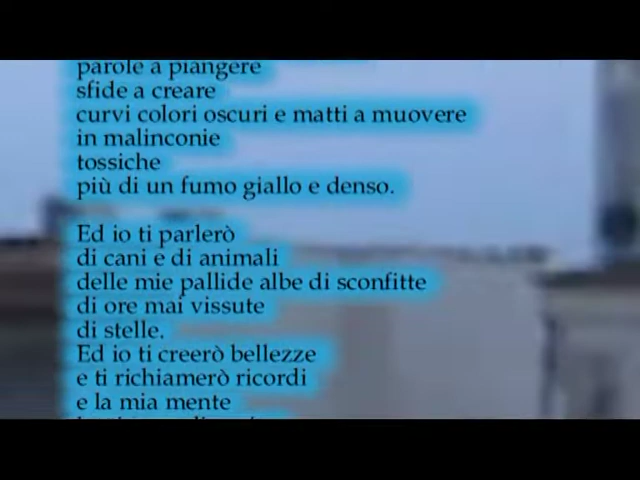 parole a piangere
sfide a creare
curvi colori oscuri e matti a muovere
in malinconie
tossiche
più di un fumo giallo e denso.
Ed io ti parlerò
di cani e di animali
delle mie pallide albe di sconfitte
di ore mai vissute
di stelle.
Ed io ti creerò bellezze
e ti richiamerò ricordi
e la mia mente